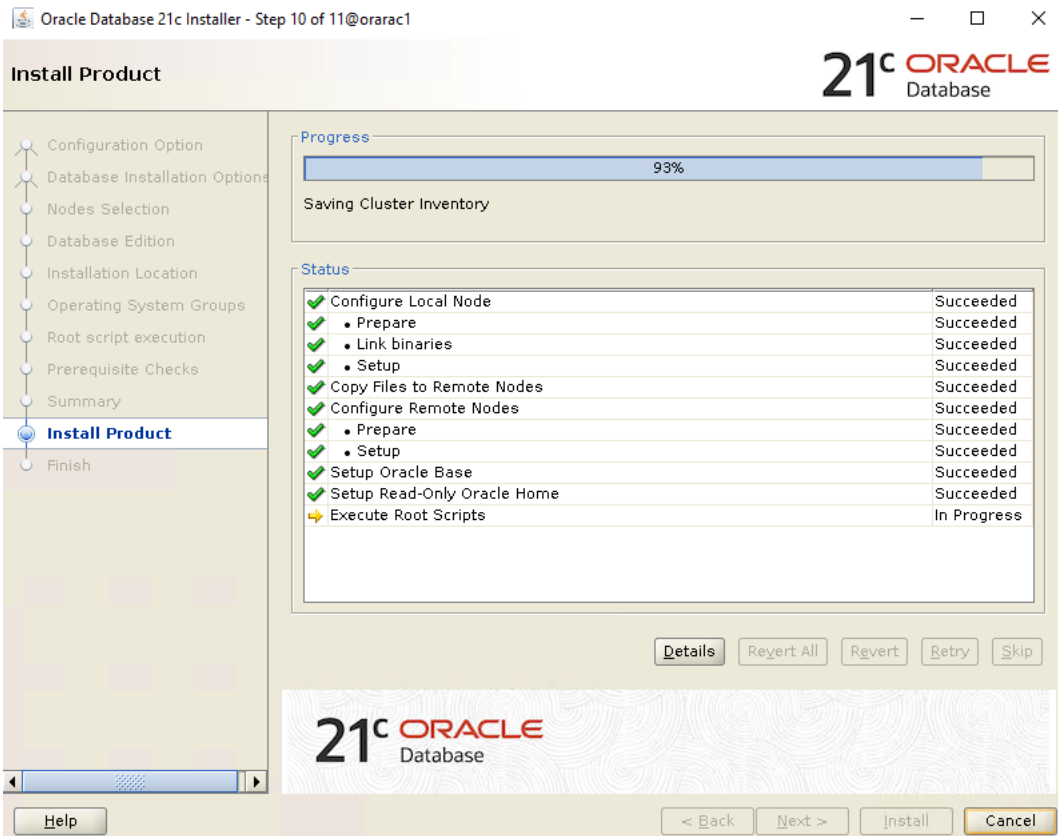 Oracle Database 21c Installer - Step 10 of 11@orarac1
Install Product
21c ORACLE
Database
Configuration Option
Database Installation Options
Nodes Selection
Database Edition
Installation Location
Operating System Groups
Root script execution
Prerequisite Checks
Summary
Install Product
Finish
Progress
93%
Saving Cluster Inventory
Status
Configure Local Node Succeeded
• Prepare Succeeded
• Link binaries Succeeded
• Setup Succeeded
Copy Files to Remote Nodes Succeeded
Configure Remote Nodes Succeeded
• Prepare Succeeded
• Setup Succeeded
Setup Oracle Base Succeeded
Setup Read-Only Oracle Home Succeeded
Execute Root Scripts In Progress
Details Revert All Revert Retry Skip
21c ORACLE
Database
Help < Back Next > Install Cancel